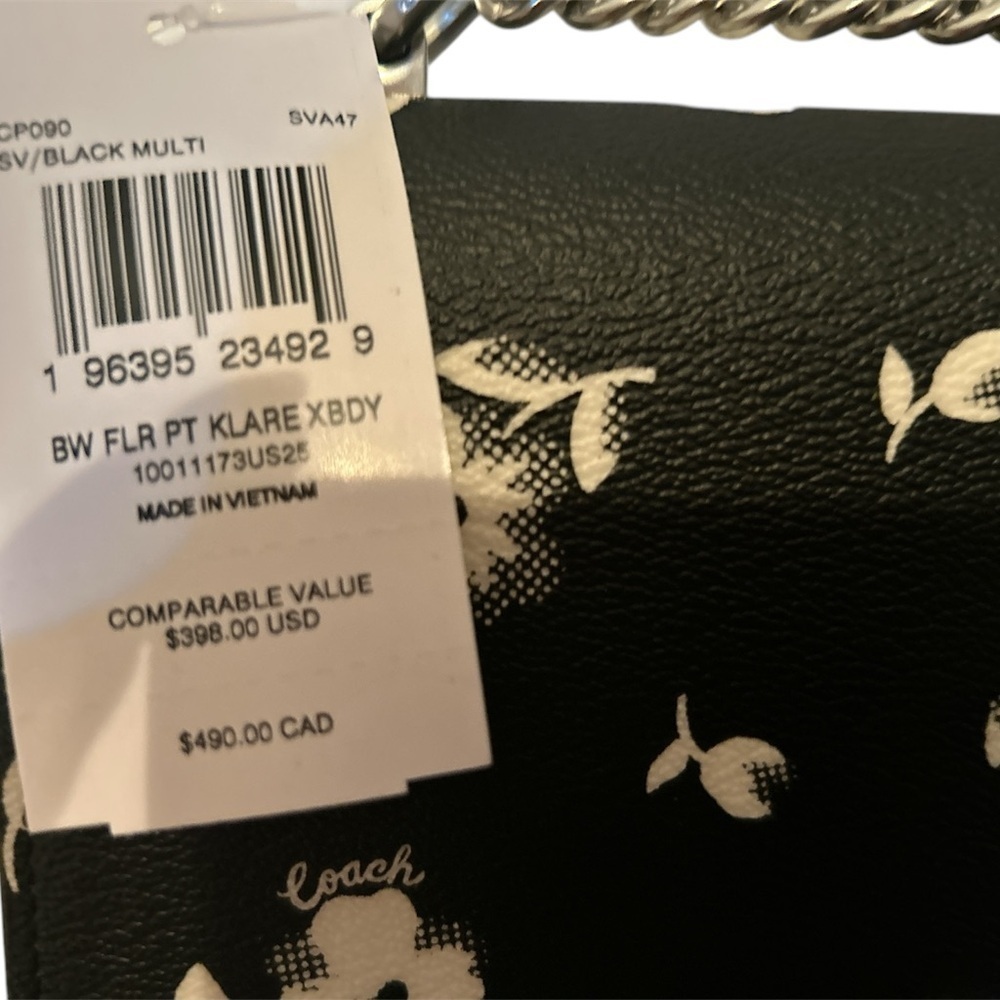 CP090 SVA47
SV/BLACK MULTI
1 96395 23492 9
BW FLR PT KLARE XBDY
10011173US25
MADE IN VIETNAM
COMPARABLE VALUE
$398.00 USD
$490.00 CAD
Coach